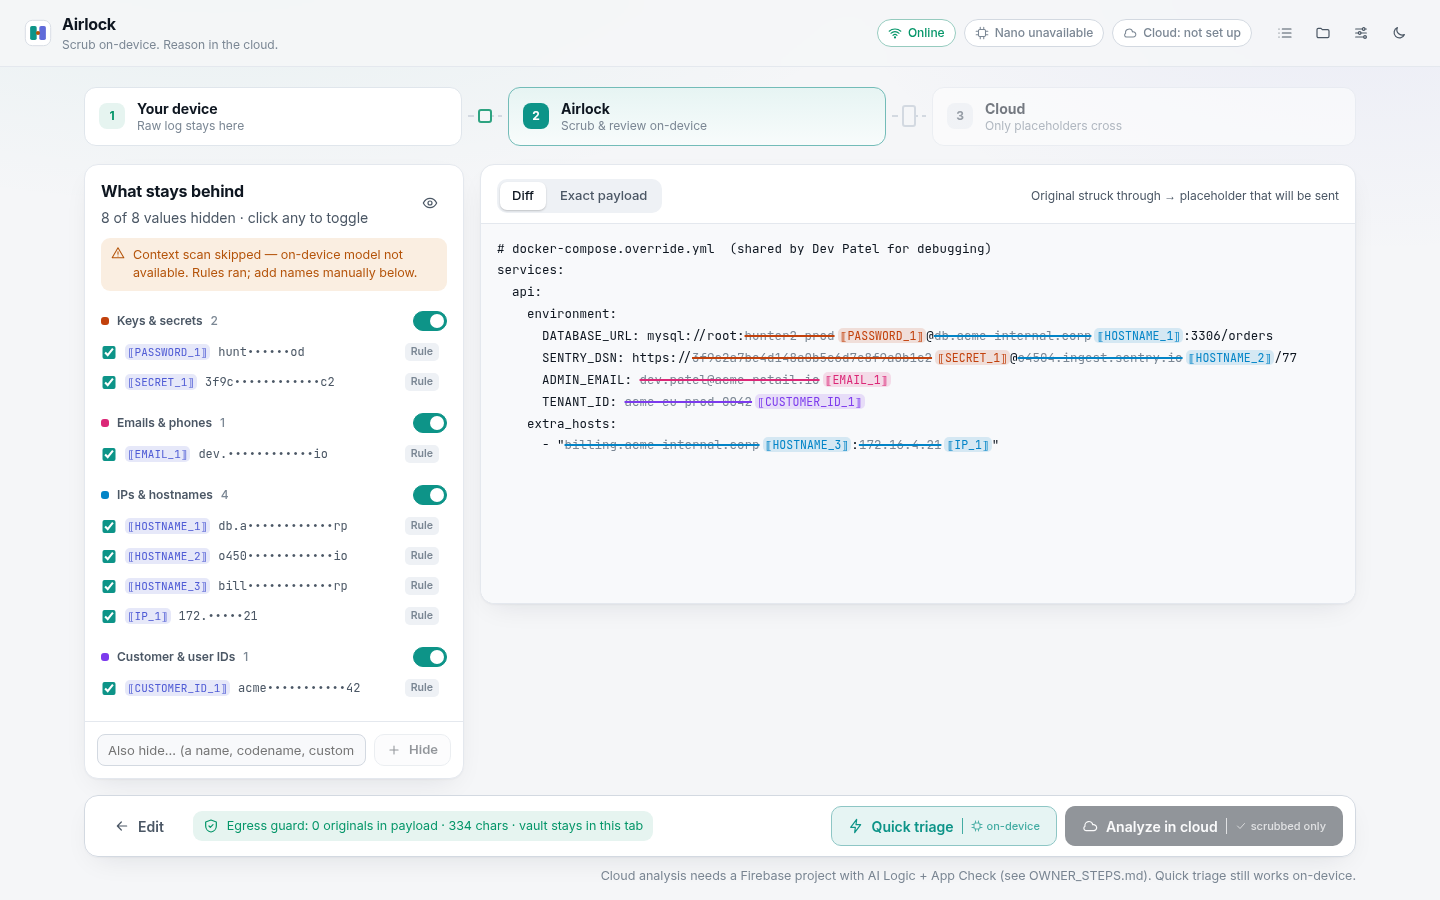 Airlock
Scrub on-device. Reason in the cloud.
Online
Nano unavailable
Cloud: not set up
1
Your device
Raw log stays here
2
Airlock
Scrub & review on-device
3
Cloud
Only placeholders cross
What stays behind
8 of 8 values hidden · click any to toggle
Context scan skipped — on-device model not
available. Rules ran; add names manually below.
Keys & secrets 2
⟦PASSWORD_1⟧ hunt••••••od Rule
⟦SECRET_1⟧ 3f9c••••••••••••c2 Rule
Emails & phones 1
⟦EMAIL_1⟧ dev.••••••••••••io Rule
IPs & hostnames 4
⟦HOSTNAME_1⟧ db.a••••••••••••rp Rule
⟦HOSTNAME_2⟧ o450••••••••••••io Rule
⟦HOSTNAME_3⟧ bill••••••••••••rp Rule
⟦IP_1⟧ 172.•••••21 Rule
Customer & user IDs 1
⟦CUSTOMER_ID_1⟧ acme•••••••••••42 Rule
Also hide... (a name, codename, custom
Hide
Diff
Exact payload
Original struck through → placeholder that will be sent
# docker-compose.override.yml (shared by Dev Patel for debugging)
services:
api:
environment:
DATABASE_URL: mysql://root:hunter2-prod⟦PASSWORD_1⟧@db.acme-internal.corp⟦HOSTNAME_1⟧:3306/orders
SENTRY_DSN: https://⟦SECRET_1⟧@o4504.ingest.sentry.io⟦HOSTNAME_2⟧/77
ADMIN_EMAIL: dev.patel@acme-retail.io⟦EMAIL_1⟧
TENANT_ID: acme-eu-prod-0042⟦CUSTOMER_ID_1⟧
extra_hosts:
- "billing.acme-internal.corp⟦HOSTNAME_3⟧:172.16.4.21⟦IP_1⟧"
Edit
Egress guard: 0 originals in payload · 334 chars · vault stays in this tab
Quick triage
on-device
Analyze in cloud
scrubbed only
Cloud analysis needs a Firebase project with AI Logic + App Check (see OWNER_STEPS.md). Quick triage still works on-device.